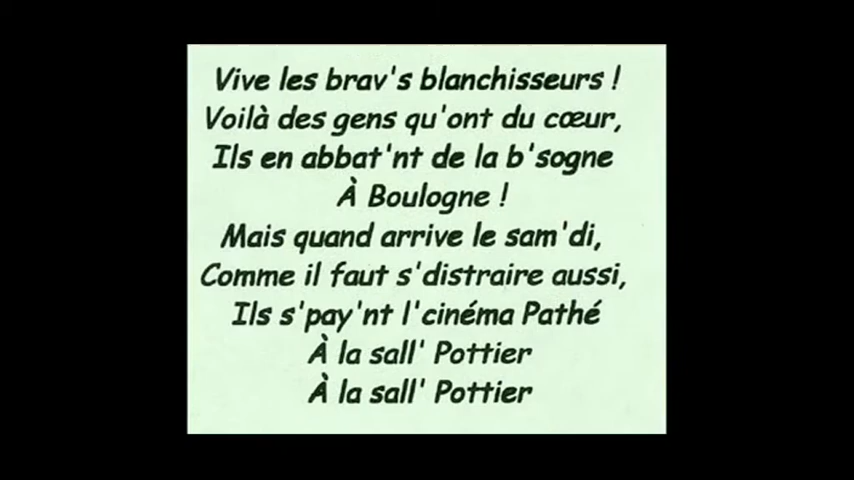 Vive les brav's blanchisseurs !
Voilà des gens qu'ont du cœur,
Ils en abbat'nt de la b'sogne
À Boulogne !
Mais quand arrive le sam'di,
Comme il faut s'distraire aussi,
Ils s'pay'nt l'cinéma Pathé
À la sall' Pottier
À la sall' Pottier